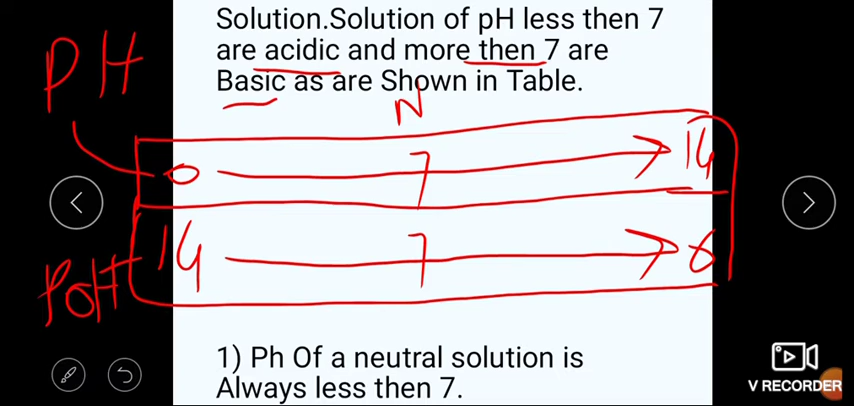 Solution.Solution of pH less then 7
are acidic and more then 7 are
Basic as are Shown in Table.
PH
N
0 7 14
POH
14 7 0
1) Ph Of a neutral solution is
Always less then 7.
V RECORDER